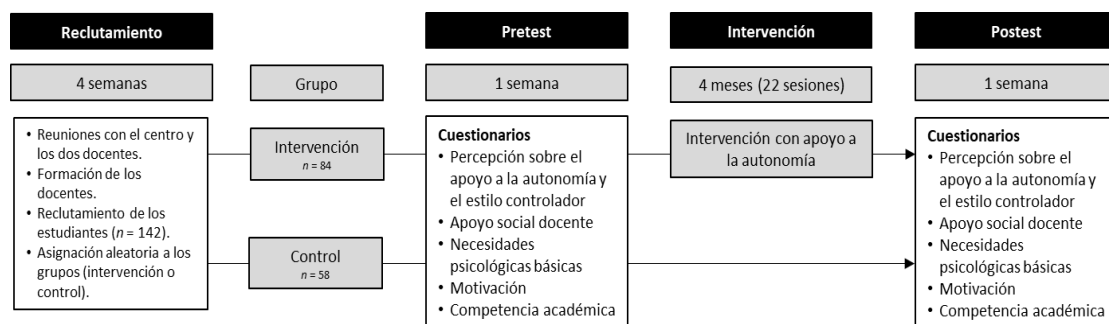 Reclutamiento
4 semanas
• Reuniones con el centro y
los dos docentes.
• Formación de los
docentes.
• Reclutamiento de los
estudiantes (n = 142).
• Asignación aleatoria a los
grupos (intervención o
control).
Grupo
Intervención
n = 84
Control
n = 58
Pretest
1 semana
Cuestionarios
• Percepción sobre el
apoyo a la autonomía y
el estilo controlador
• Apoyo social docente
• Necesidades
psicológicas básicas
• Motivación
• Competencia académica
Intervención
4 meses (22 sesiones)
Intervención con apoyo a
la autonomía
Postest
1 semana
Cuestionarios
• Percepción sobre el
apoyo a la autonomía y
el estilo controlador
• Apoyo social docente
• Necesidades
psicológicas básicas
• Motivación
• Competencia académica